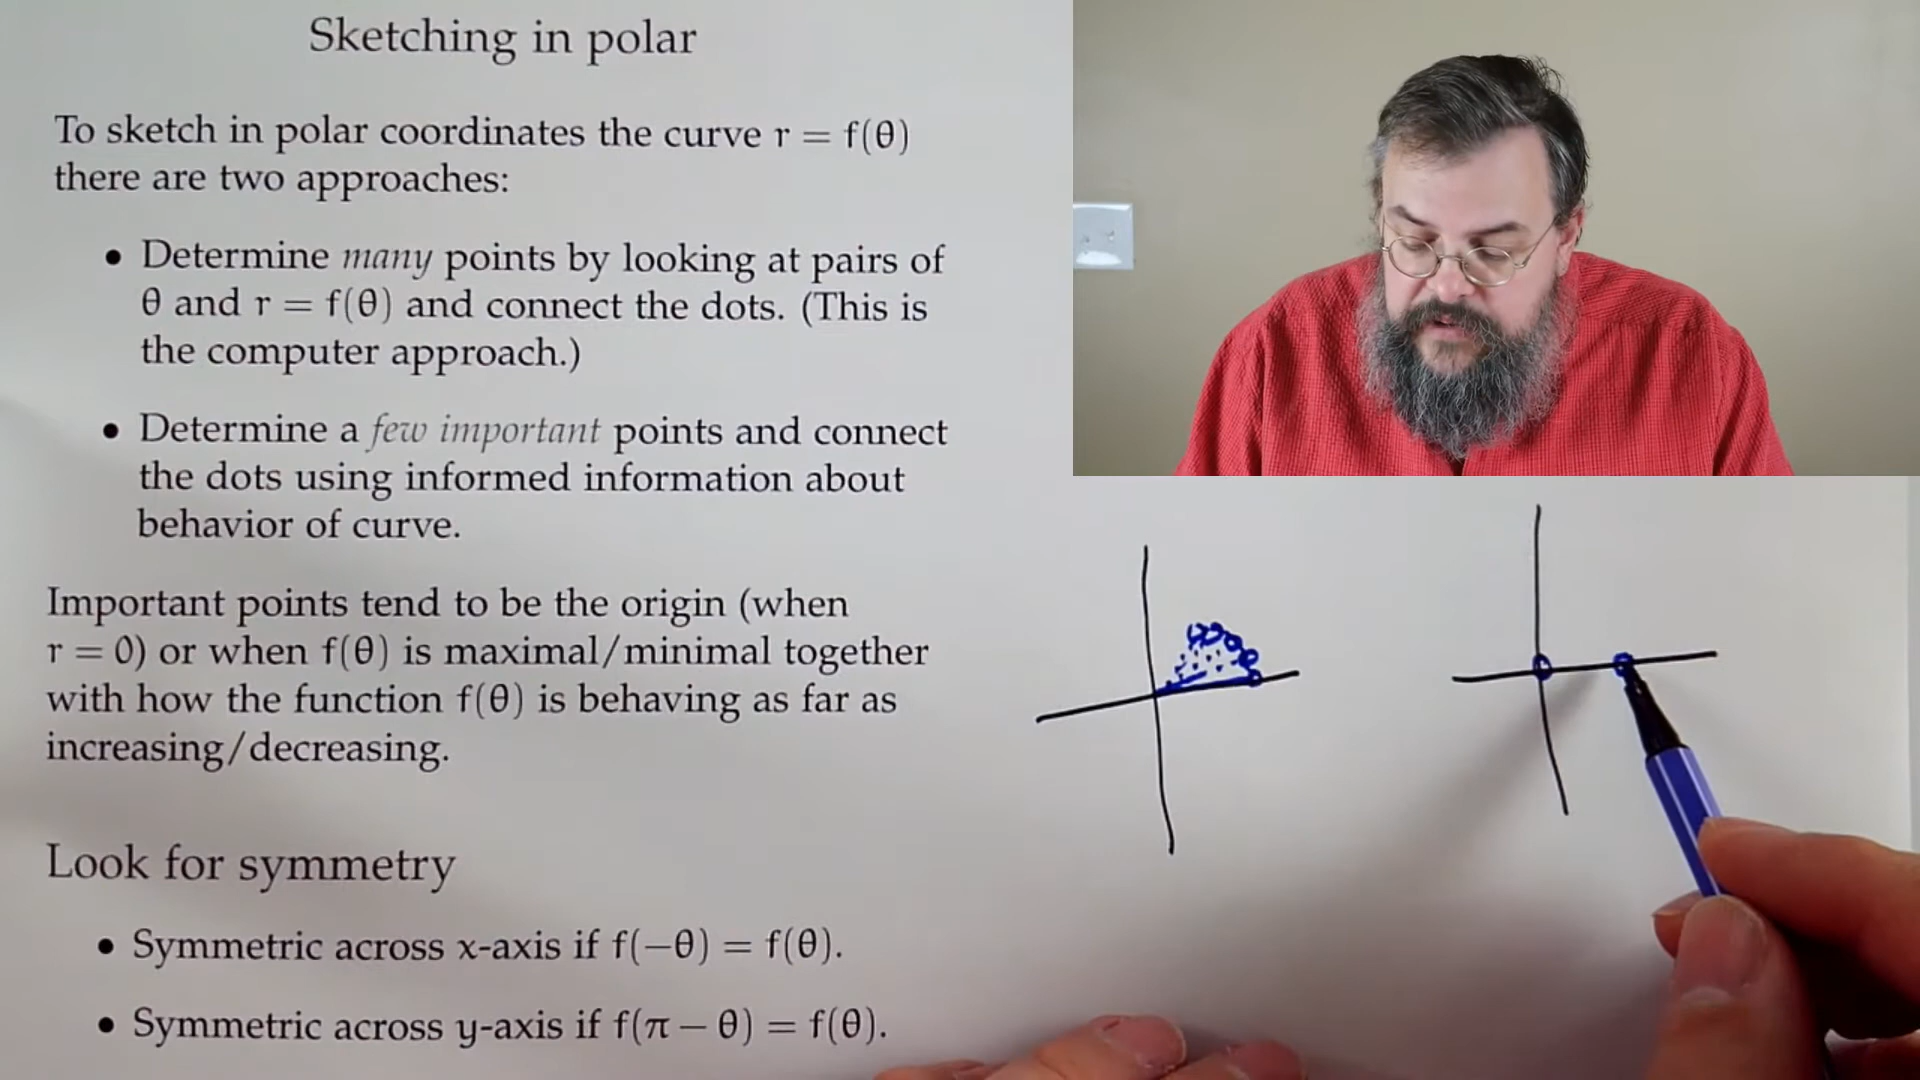 Sketching in polar
To sketch in polar coordinates the curve r = f(θ)
there are two approaches:
• Determine many points by looking at pairs of
θ and r = f(θ) and connect the dots. (This is
the computer approach.)
• Determine a few important points and connect
the dots using informed information about
behavior of curve.
Important points tend to be the origin (when
r = 0) or when f(θ) is maximal/minimal together
with how the function f(θ) is behaving as far as
increasing/decreasing.
Look for symmetry
• Symmetric across x-axis if f(−θ) = f(θ).
• Symmetric across y-axis if f(π − θ) = f(θ).